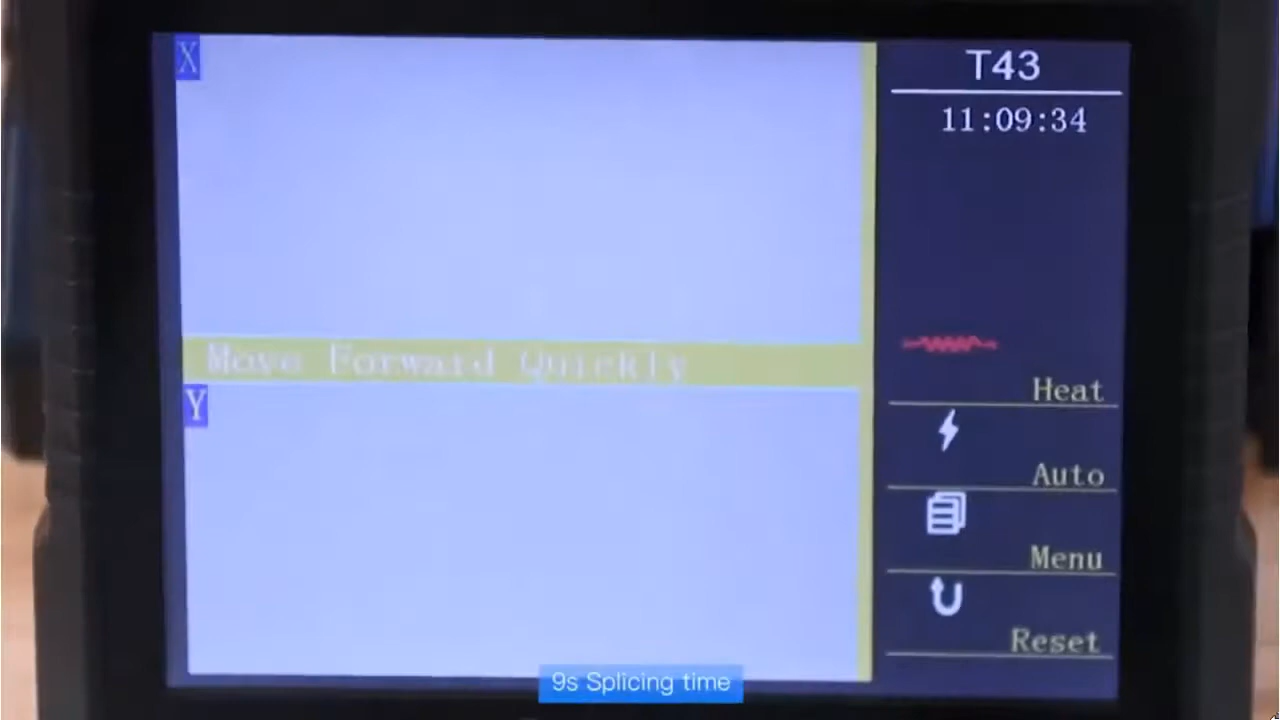 X
Move Forward Quickly
Y
T43
11:09:34
Heat
Auto
Menu
Reset
9s Splicing time